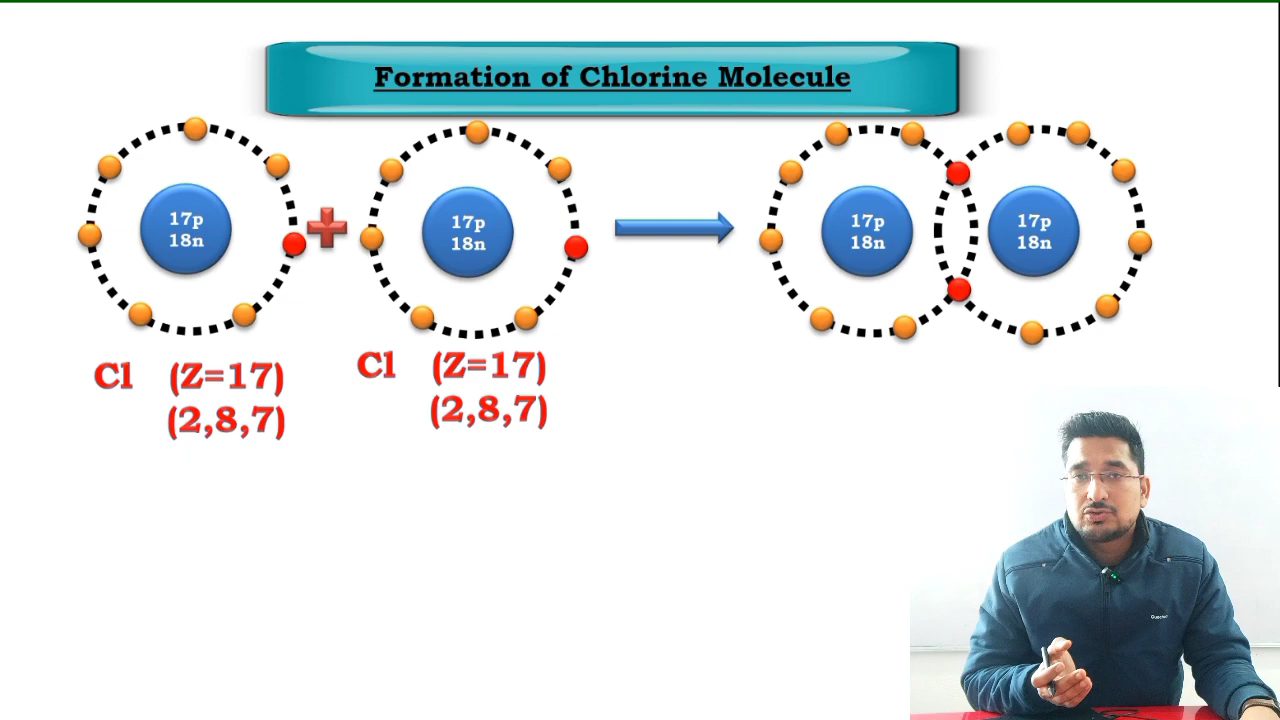 Formation of Chlorine Molecule
17p
18n
17p
18n
17p
18n
17p
18n
Cl (Z=17)
(2,8,7)
Cl (Z=17)
(2,8,7)